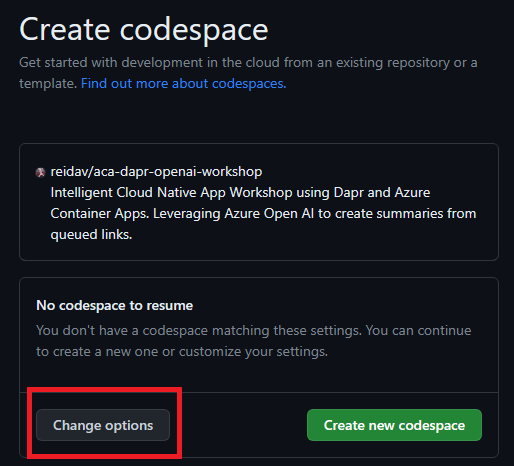 Create codespace
Get started with development in the cloud from an existing repository or a
template. Find out more about codespaces.
reidav/aca-dapr-openai-workshop
Intelligent Cloud Native App Workshop using Dapr and Azure
Container Apps. Leveraging Azure Open AI to create summaries from
queued links.
No codespace to resume
You don't have a codespace matching these settings. You can continue
to create a new one or customize your settings.
Change options
Create new codespace